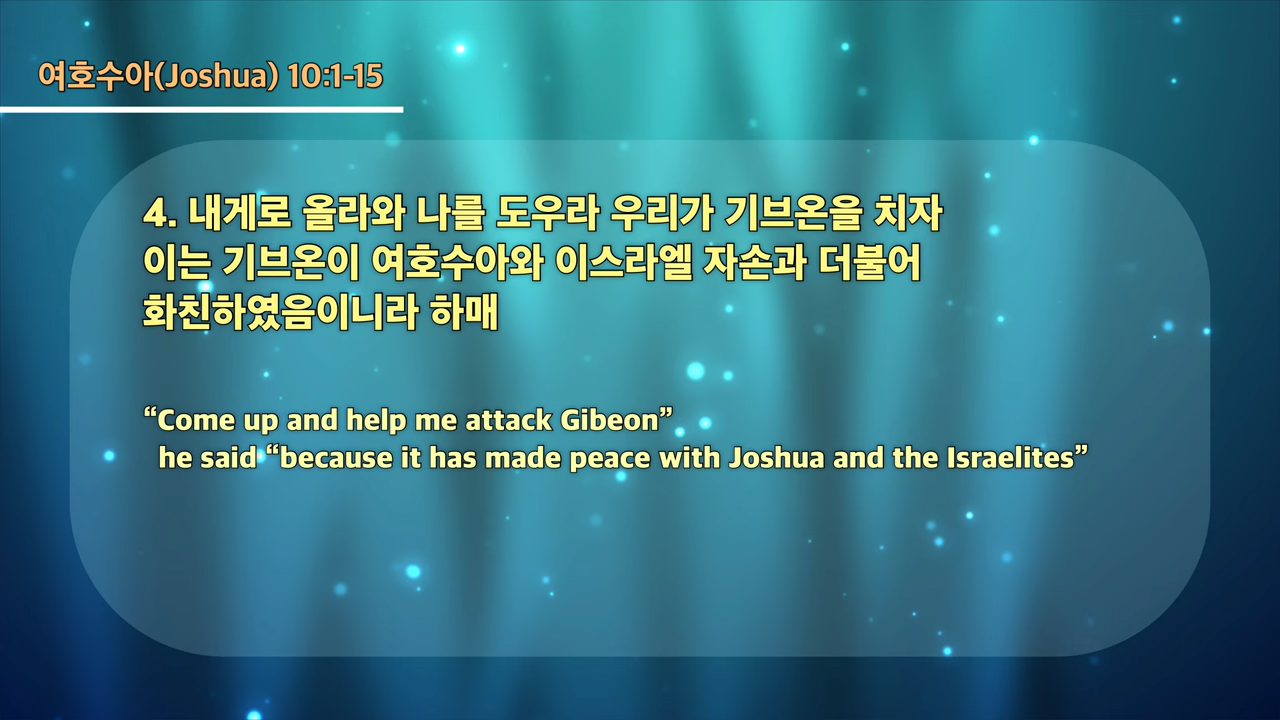 여호수아(Joshua) 10:1-15
4. 내게로 올라와 나를 도우라 우리가 기브온을 치자
이는 기브온이 여호수아와 이스라엘 자손과 더불어
화친하였음이니라 하매
“Come up and help me attack Gibeon”
he said “because it has made peace with Joshua and the Israelites”